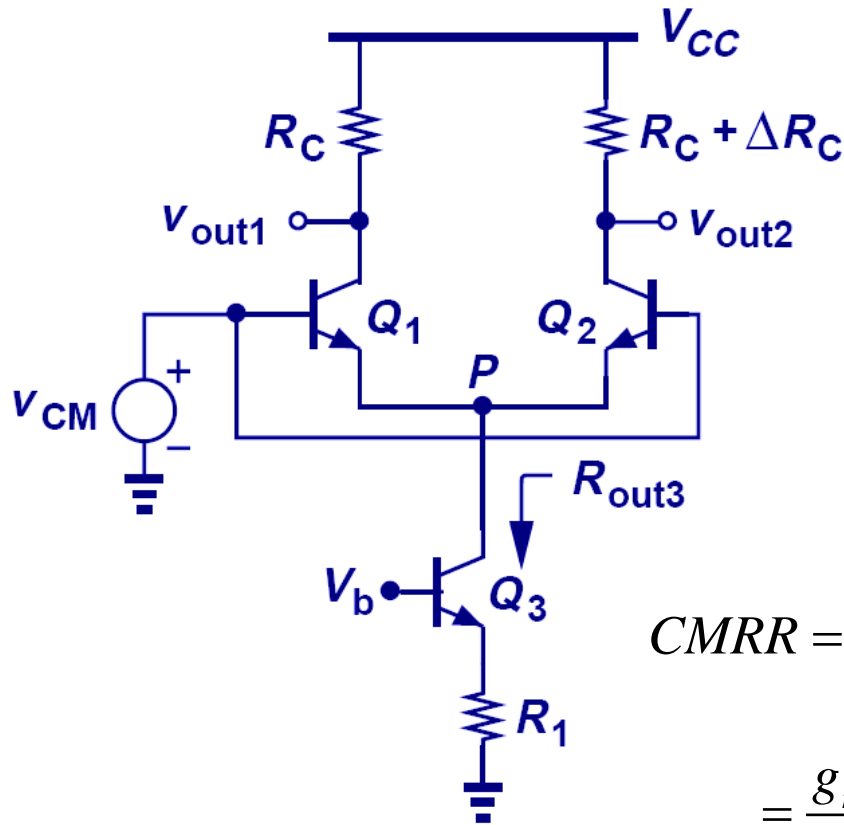 V_CC
R_C
R_C + ΔR_C
v_out1
v_out2
Q_1
Q_2
P
v_CM
+
−
R_out3
V_b
Q_3
R_1
CMRR =
= g